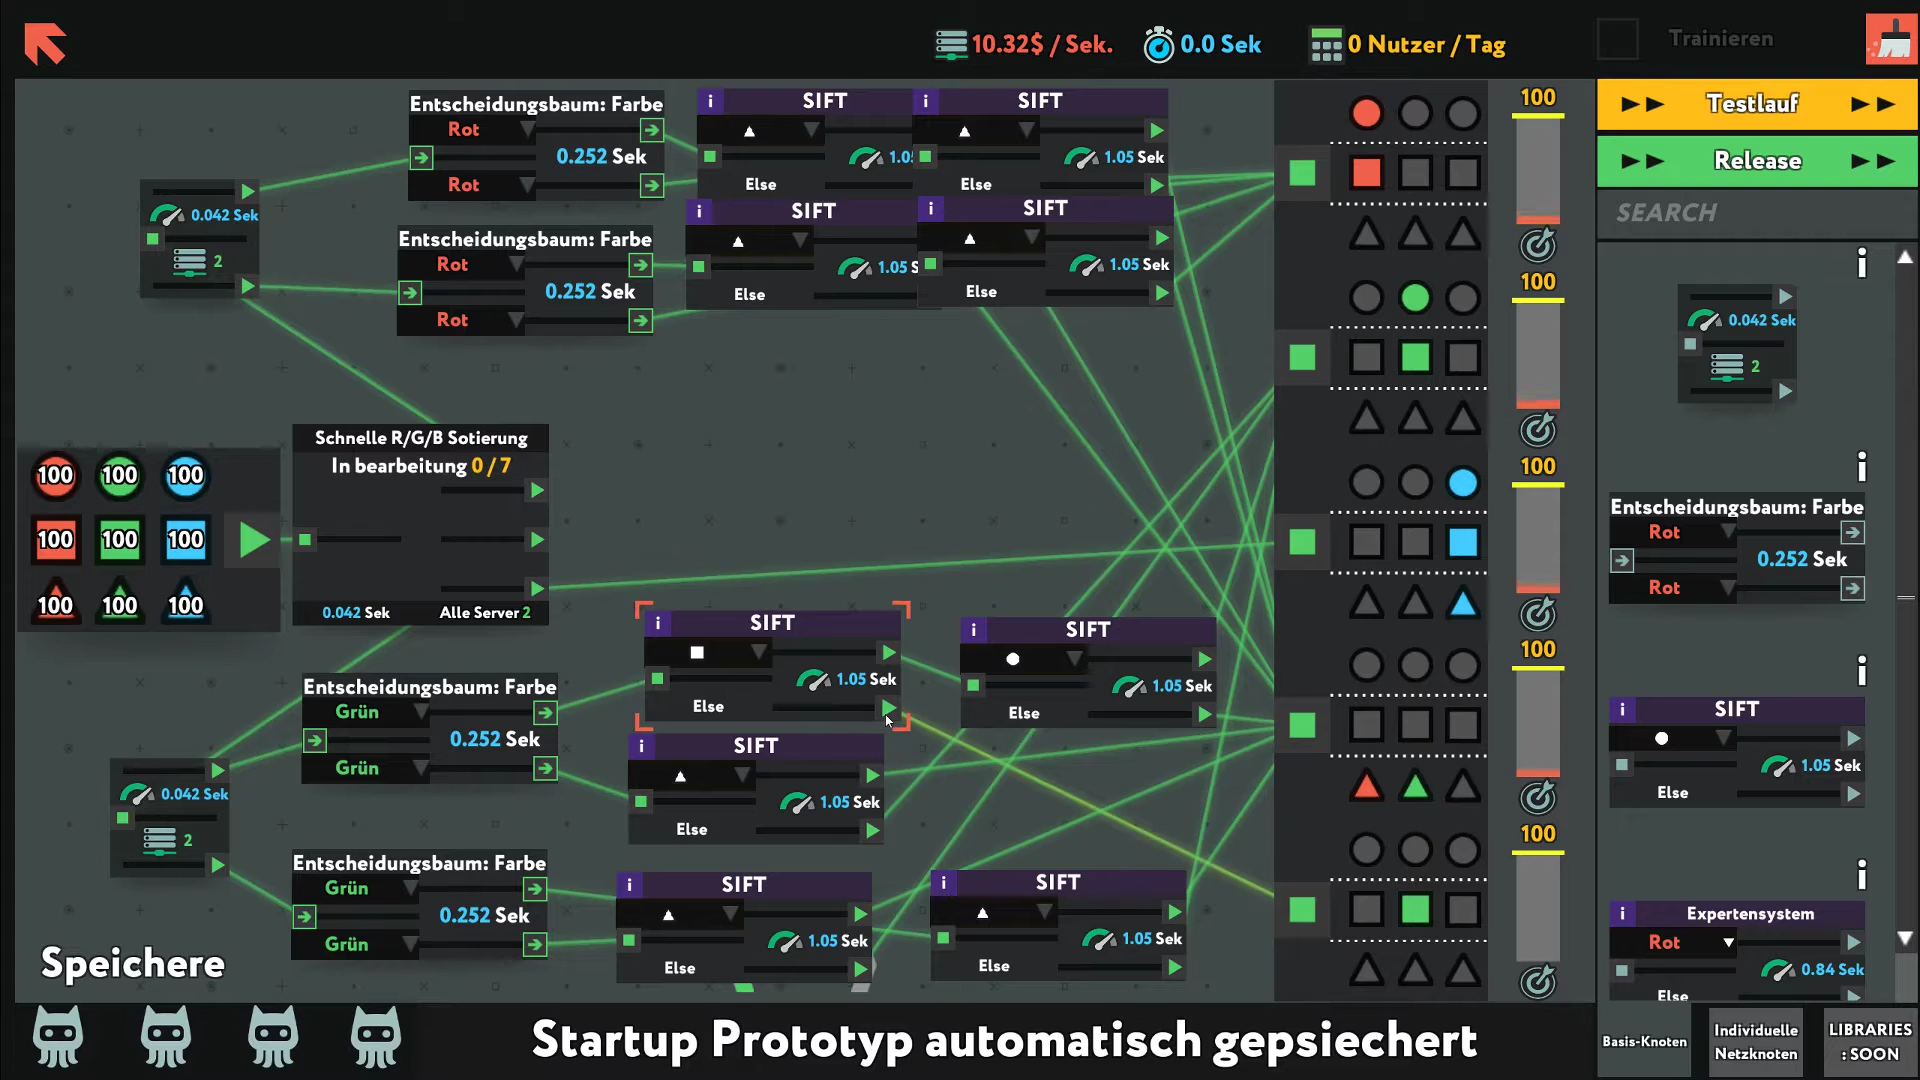 10.32$ / Sek.
0.0 Sek
0 Nutzer / Tag
Trainieren
Entscheidungsbaum: Farbe
Rot
0.252 Sek
Rot
i SIFT
1.05
Else
i SIFT
1.05 Sek
Else
0.042 Sek
2
Entscheidungsbaum: Farbe
Rot
0.252 Sek
Rot
i SIFT
1.05 S
Else
i SIFT
1.05 Sek
Else
Schnelle R/G/B Sotierung
In bearbeitung 0 / 7
0.042 Sek
Alle Server 2
100 100 100
100 100 100
100 100 100
i SIFT
1.05 Sek
Else
i SIFT
1.05 Sek
Else
Entscheidungsbaum: Farbe
Grün
0.252 Sek
Grün
i SIFT
1.05 Sek
Else
0.042 Sek
2
Entscheidungsbaum: Farbe
Grün
0.252 Sek
Grün
i SIFT
1.05 Sek
Else
i SIFT
1.05 Sek
Else
100
100
100
100
100
Testlauf
Release
SEARCH
i
0.042 Sek
2
i
Entscheidungsbaum: Farbe
Rot
0.252 Sek
Rot
i
i SIFT
1.05 Sek
Else
i
i Expertensystem
Rot
0.84 Sek
Else
Speichere
Startup Prototyp automatisch gepsiechert
Basis-Knoten
Individuelle
Netzknoten
LIBRARIES
: SOON